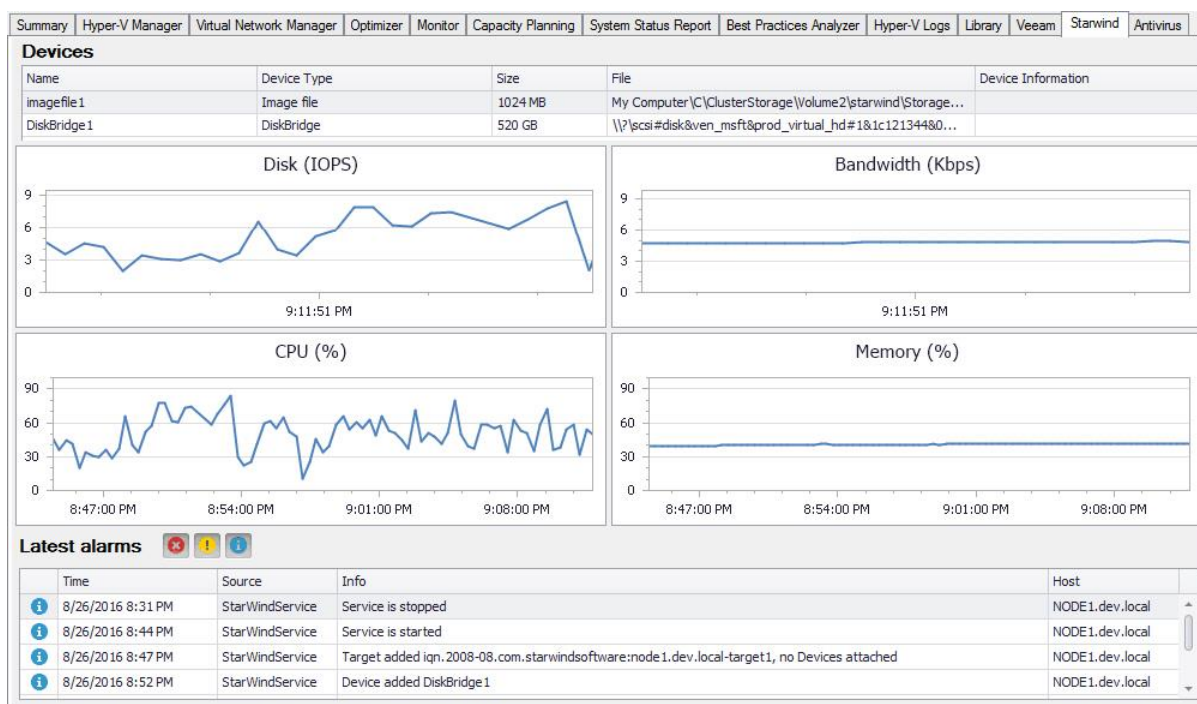 Summary Hyper-V Manager Virtual Network Manager Optimizer Monitor Capacity Planning System Status Report Best Practices Analyzer Hyper-V Logs Library Veeam Starwind Antivirus
Devices
Name Device Type Size File Device Information
imagefile1 Image file 1024 MB My Computer\C\ClusterStorage\Volume2\starwind\Storage...
DiskBridge1 DiskBridge 520 GB \\?\scsi#disk&ven_msft&prod_virtual_hd#1&1c121344&0...
Disk (IOPS)
9
6
3
0
9:11:51 PM
Bandwidth (Kbps)
9
6
3
0
9:11:51 PM
CPU (%)
90
60
30
0
8:47:00 PM 8:54:00 PM 9:01:00 PM 9:08:00 PM
Memory (%)
90
60
30
0
8:47:00 PM 8:54:00 PM 9:01:00 PM 9:08:00 PM
Latest alarms
Time Source Info Host
8/26/2016 8:31 PM StarWindService Service is stopped NODE1.dev.local
8/26/2016 8:44 PM StarWindService Service is started NODE1.dev.local
8/26/2016 8:47 PM StarWindService Target added iqn.2008-08.com.starwindsoftware:node1.dev.local-target1, no Devices attached NODE1.dev.local
8/26/2016 8:52 PM StarWindService Device added DiskBridge1 NODE1.dev.local